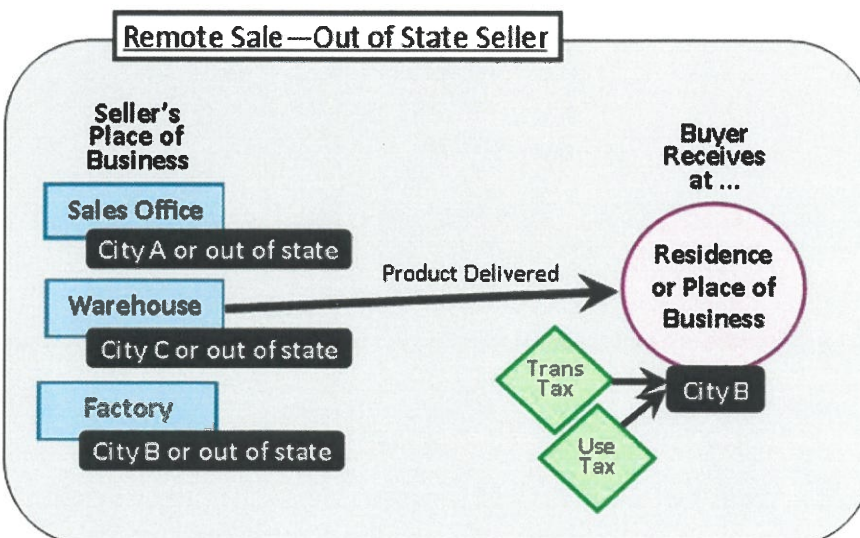 Remote Sale—Out of State Seller
Seller's
Place of
Business
Sales Office
City A or out of state
Warehouse
City C or out of state
Factory
City B or out of state
Product Delivered
Buyer
Receives
at ...
Residence
or Place of
Business
City B
Trans
Tax
Use
Tax